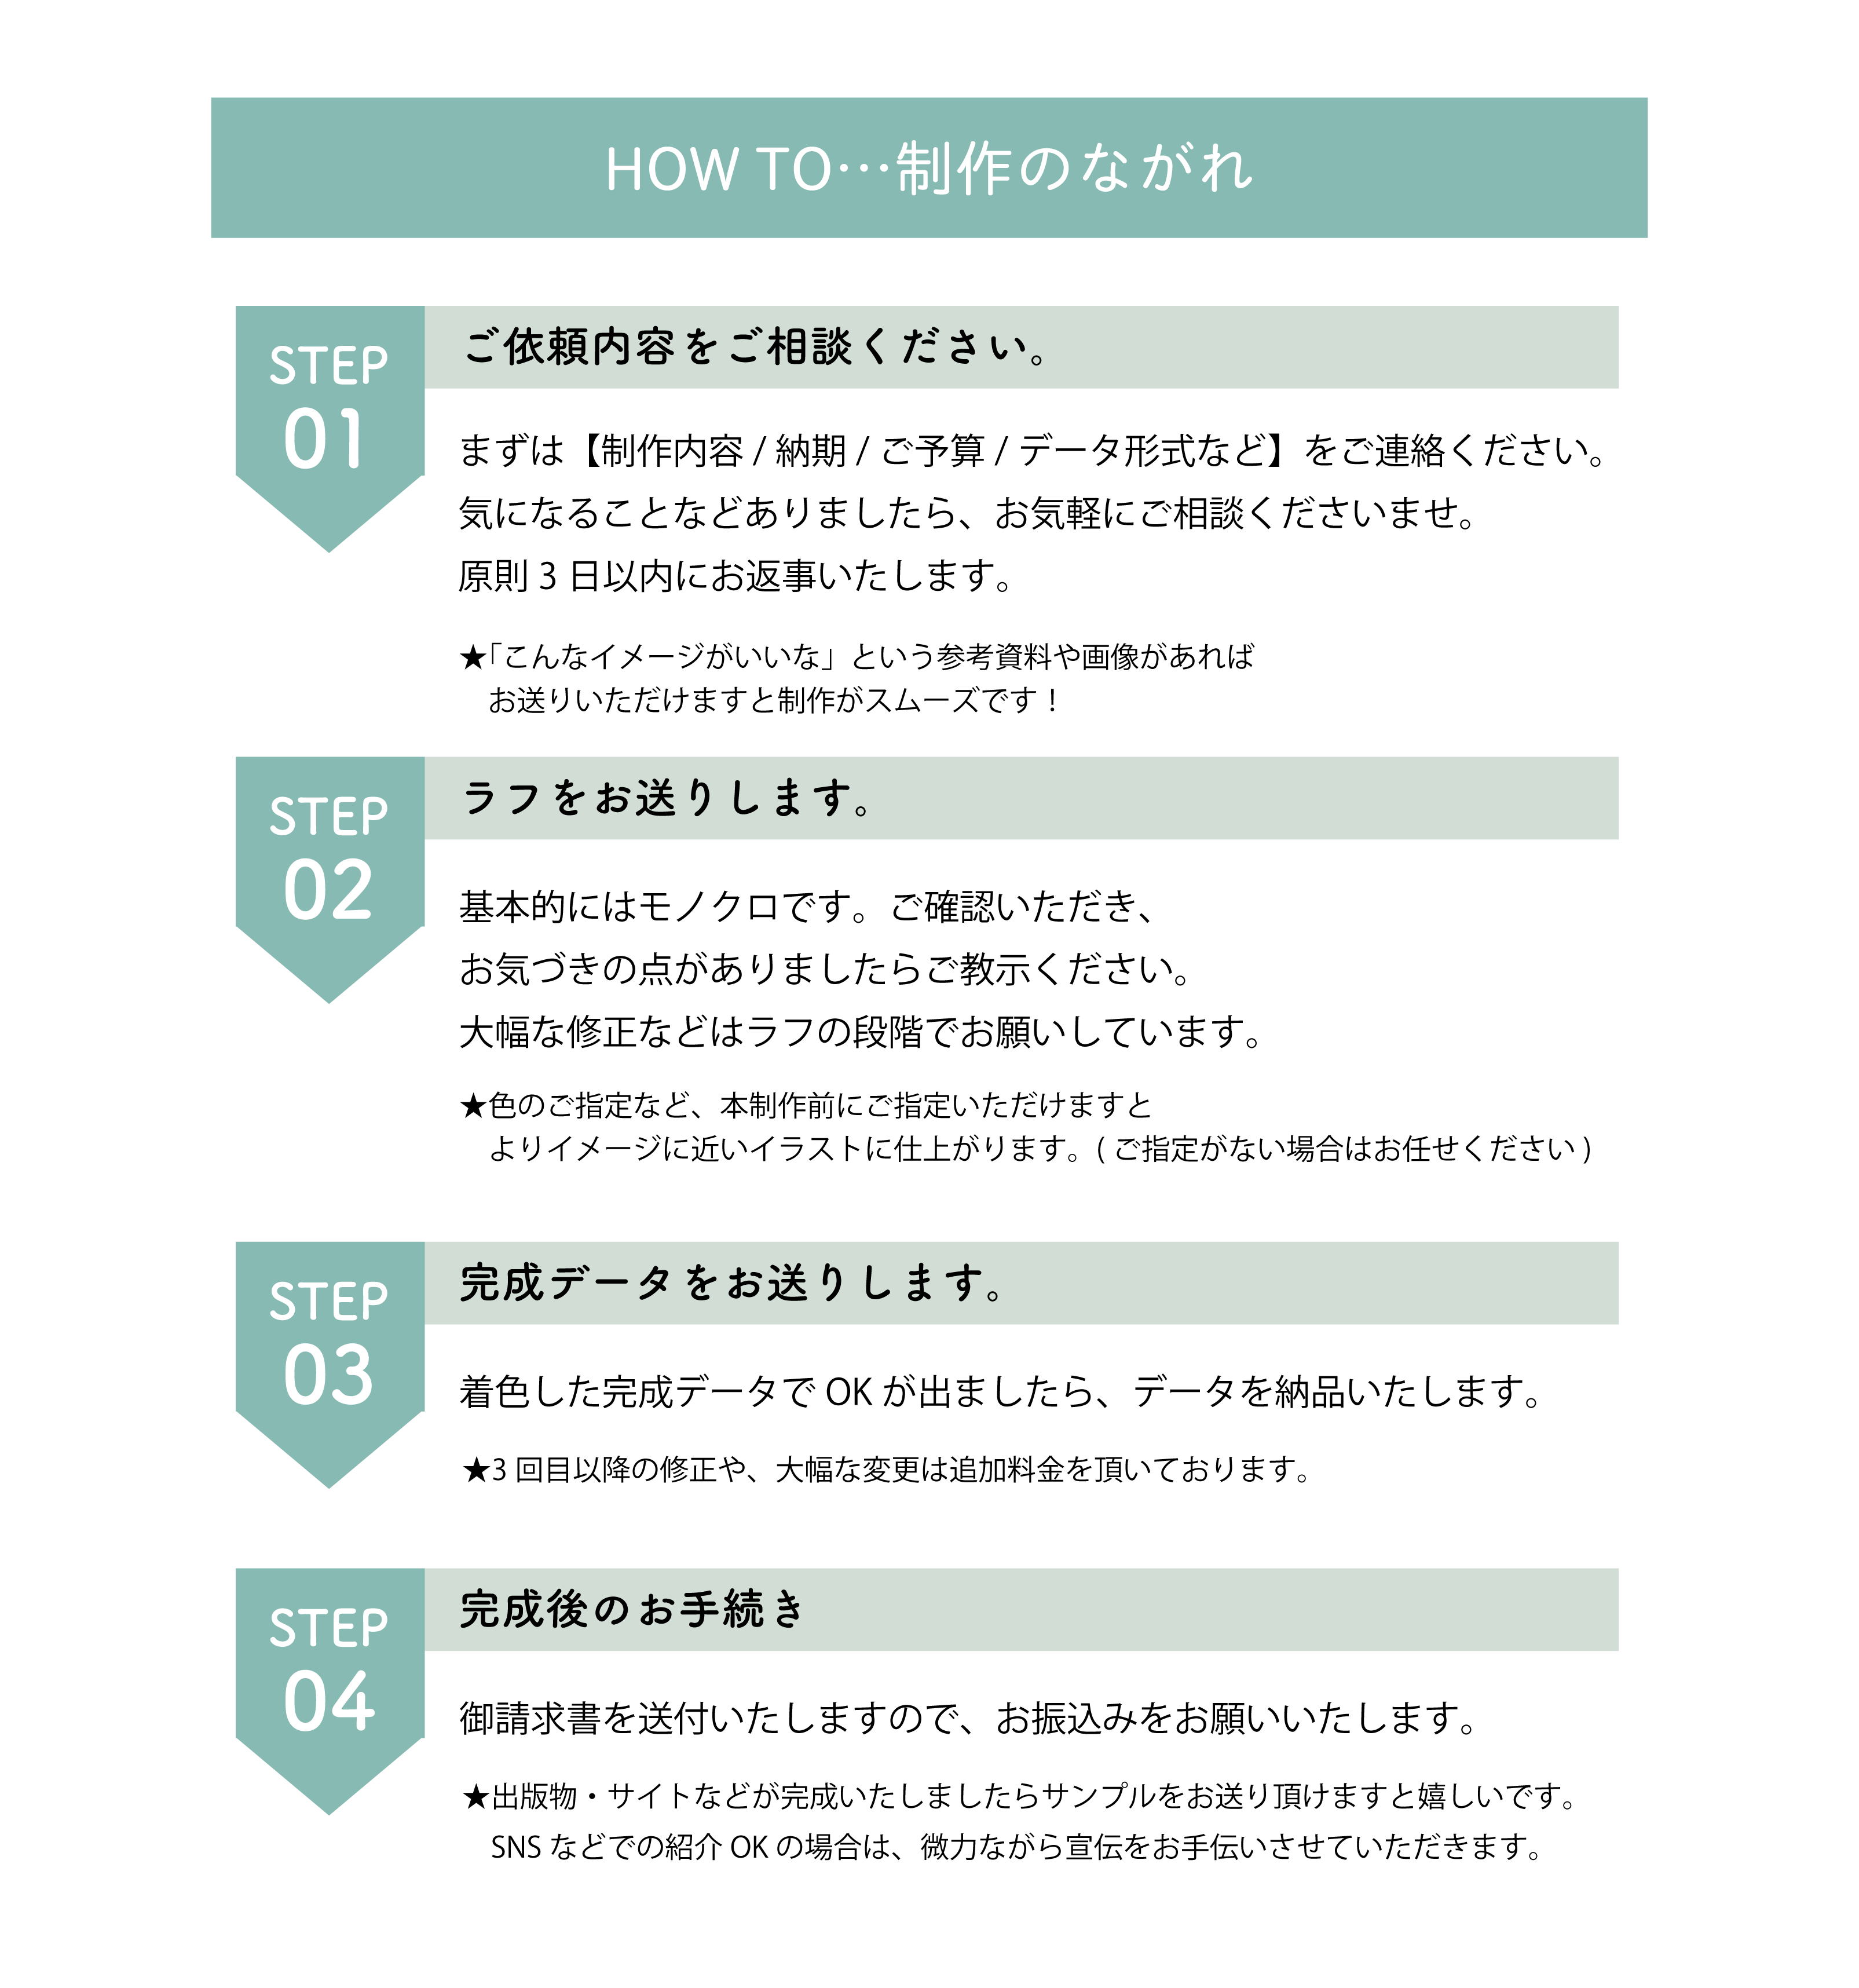 HOW TO…制作のながれ
STEP
01
ご依頼内容をご相談ください。
まずは【制作内容 / 納期 / ご予算 / データ形式など】をご連絡ください。
気になることなどありましたら、お気軽にご相談くださいませ。
原則 3 日以内にお返事いたします。
★「こんなイメージがいいな」という参考資料や画像があれば
お送りいただけますと制作がスムーズです！
STEP
02
ラフをお送りします。
基本的にはモノクロです。ご確認いただき、
お気づきの点がありましたらご教示ください。
大幅な修正などはラフの段階でお願いしています。
★色のご指定など、本制作前にご指定いただけますと
よりイメージに近いイラストに仕上がります。( ご指定がない場合はお任せください )
STEP
03
完成データをお送りします。
着色した完成データで OK が出ましたら、データを納品いたします。
★3 回目以降の修正や、大幅な変更は追加料金を頂いております。
STEP
04
完成後のお手続き
御請求書を送付いたしますので、お振込みをお願いいたします。
★出版物・サイトなどが完成いたしましたらサンプルをお送り頂けますと嬉しいです。
SNS などでの紹介 OK の場合は、微力ながら宣伝をお手伝いさせていただきます。